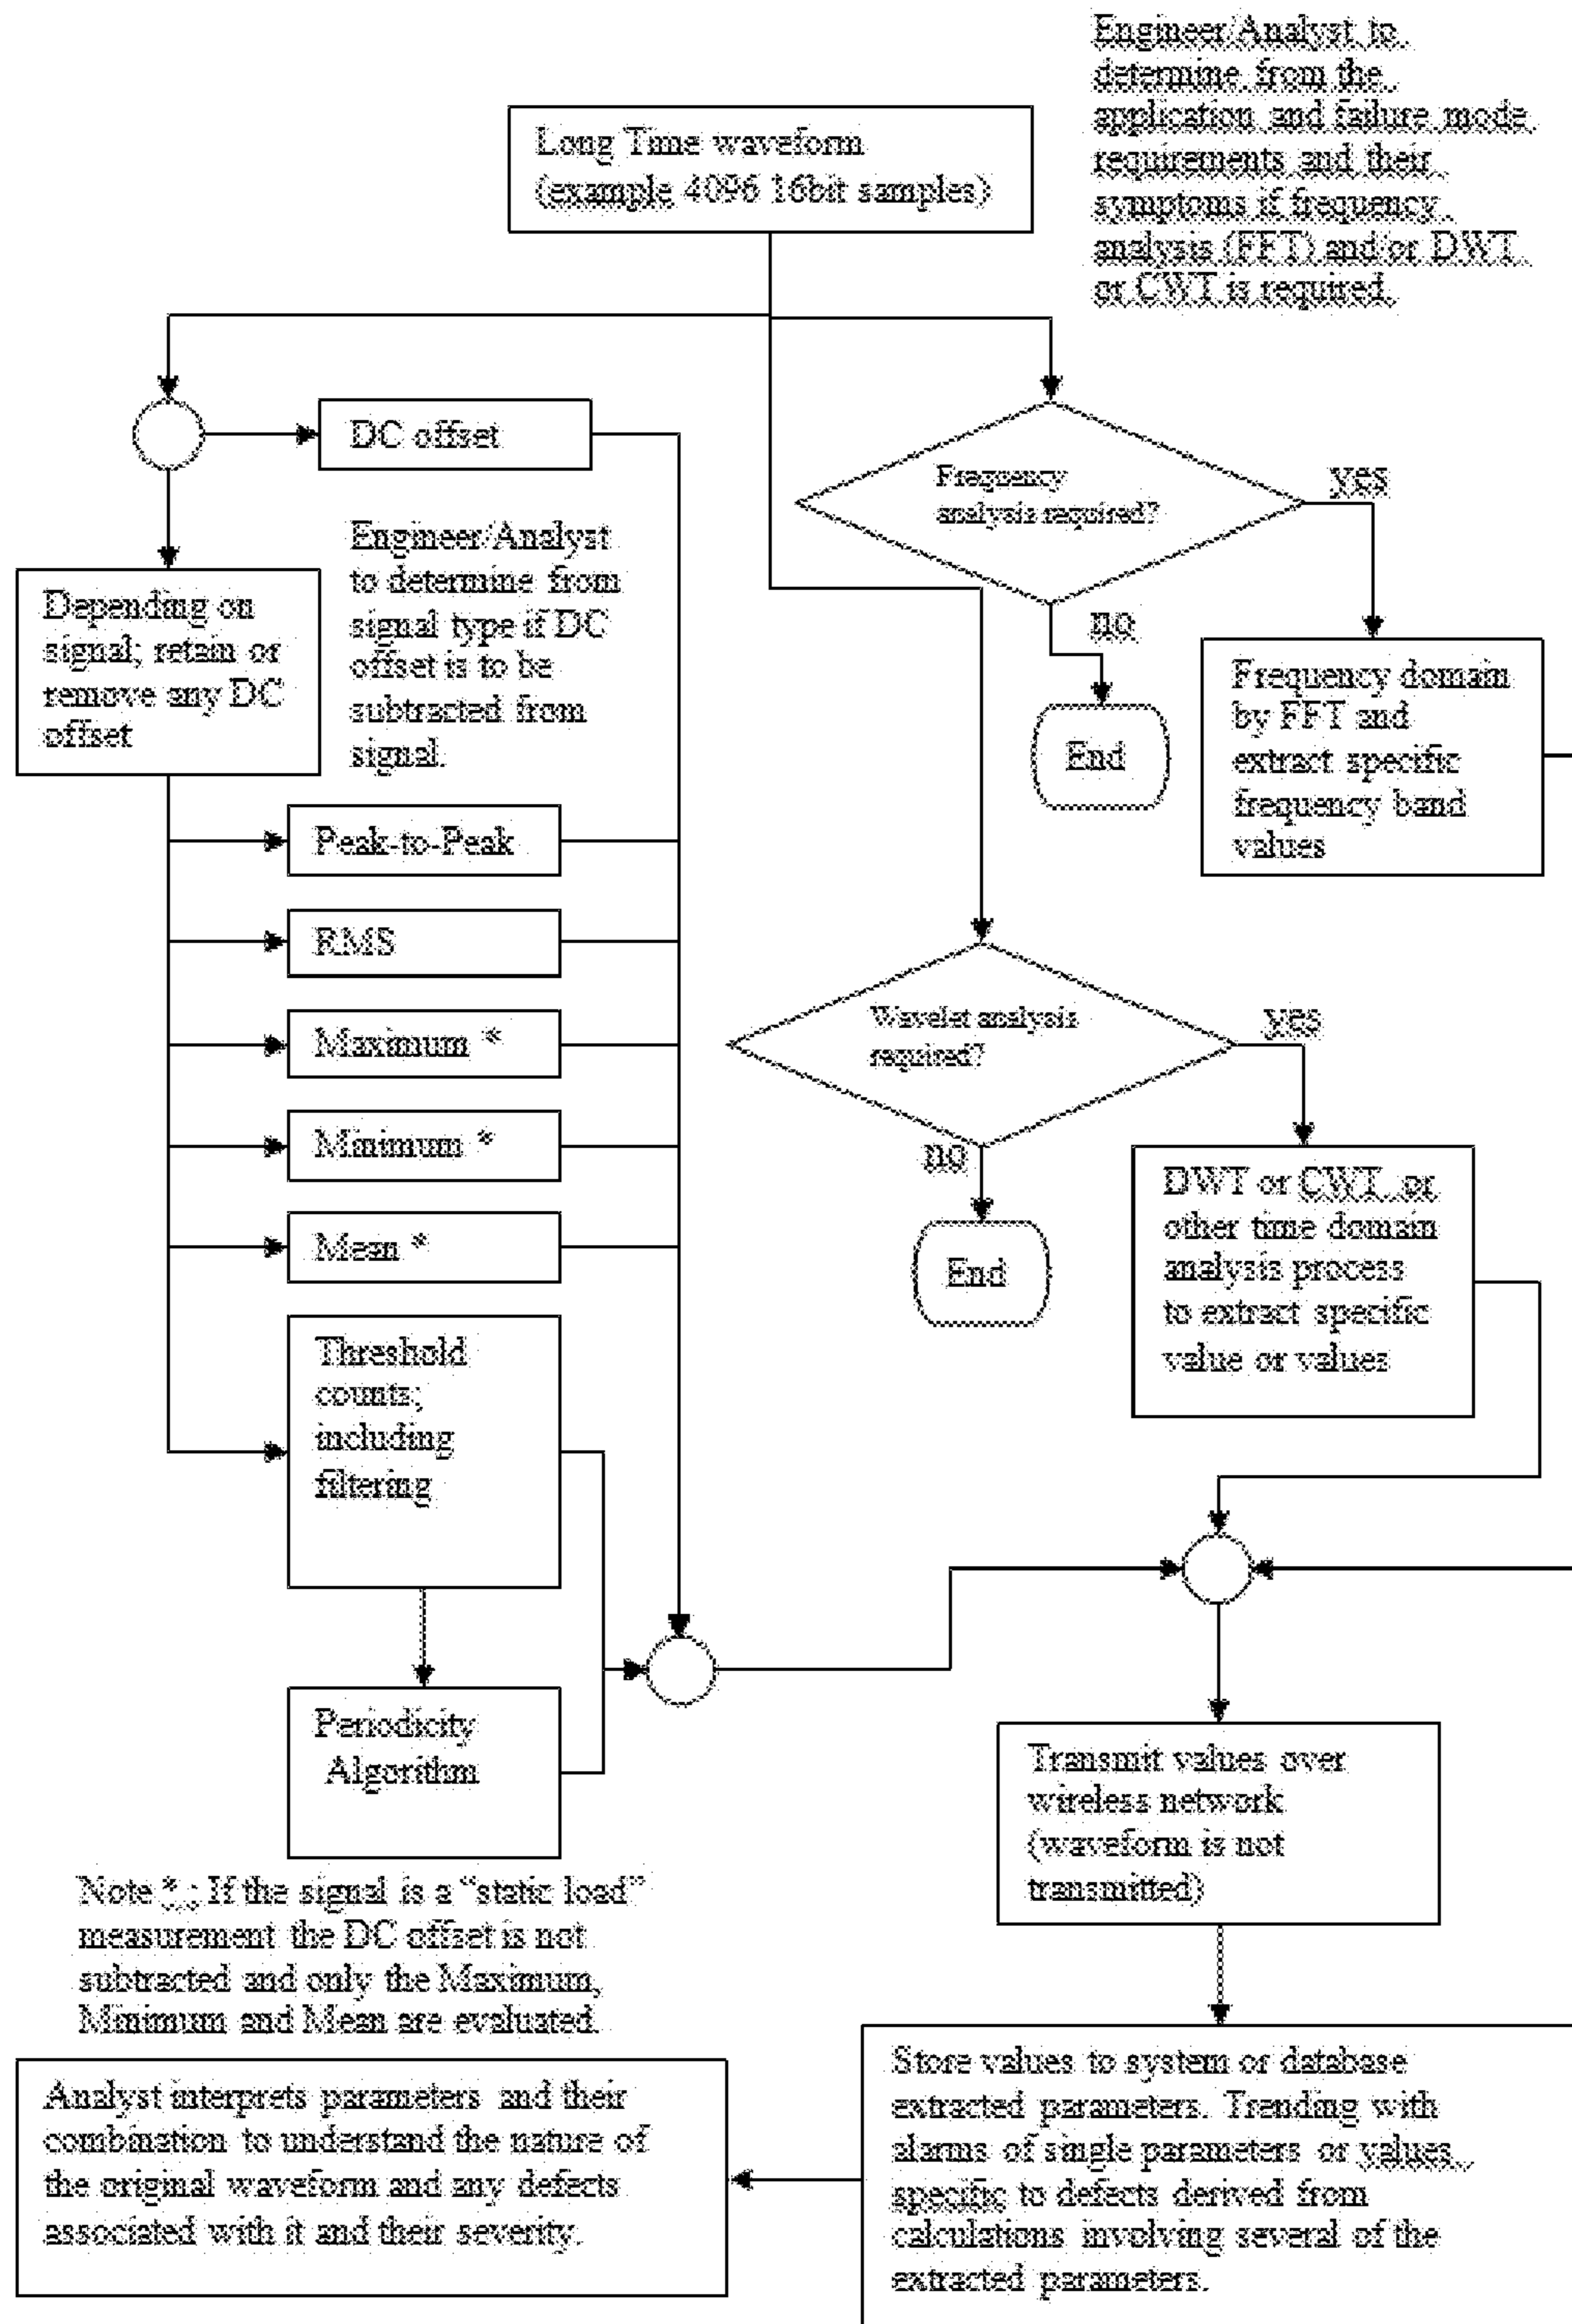 Engineer/Analyst to
determine from the
application and failure mode
requirements and their
symptoms if frequency
analysis (FFT) and/or DWT
or CWT is required.
Long Time waveform
(example 4096 16bit samples)
DC offset
Frequency
analysis required?
yes
no
End
Engineer/Analyst
to determine from
signal type if DC
offset is to be
subtracted from
signal.
Depending on
signal; retain or
remove any DC
offset
Frequency domain
by FFT and
extract specific
frequency band
values
Peak-to-Peak
RMS
Maximum *
Minimum *
Mean *
Wavelet analysis
required?
yes
no
End
DWT or CWT or
other time domain
analysis process
to extract specific
value or values
Threshold
counts;
including
filtering
Periodicity
Algorithm
Transmit values over
wireless network
(waveform is not
transmitted)
Note * : If the signal is a “static load”
measurement the DC offset is not
subtracted and only the Maximum,
Minimum and Mean are evaluated.
Store values to system or database
extracted parameters. Trending with
alarms of single parameters or values
specific to defects derived from
calculations involving several of the
extracted parameters.
Analyst interprets parameters and their
combination to understand the nature of
the original waveform and any defects
associated with it and their severity.